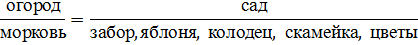 огород = сад
морковь забор, яблоня, колодец, скамейка, цветы